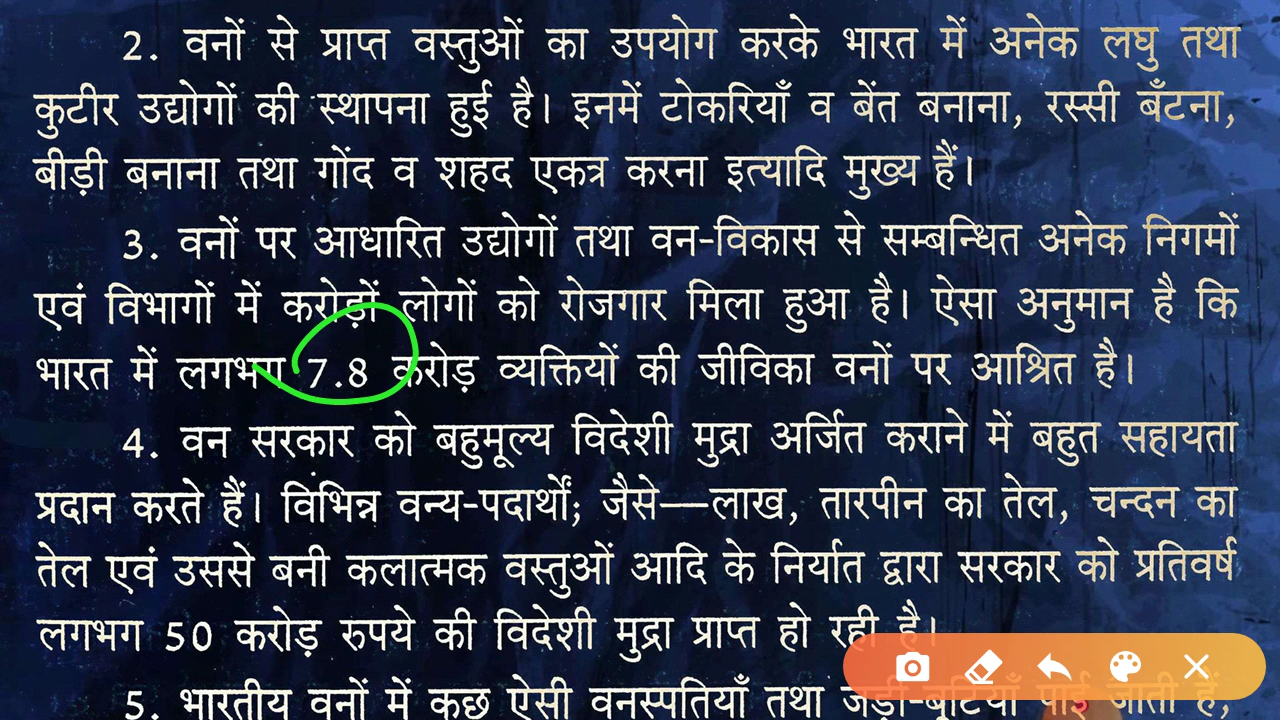 2. वनों से प्राप्त वस्तुओं का उपयोग करके भारत में अनेक लघु तथा
कुटीर उद्योगों की स्थापना हुई है। इनमें टोकरियाँ व बेंत बनाना, रस्सी बँटना,
बीड़ी बनाना तथा गोंद व शहद एकत्र करना इत्यादि मुख्य हैं।
3. वनों पर आधारित उद्योगों तथा वन-विकास से सम्बन्धित अनेक निगमों
एवं विभागों में करोड़ों लोगों को रोजगार मिला हुआ है। ऐसा अनुमान है कि
भारत में लगभग 7.8 करोड़ व्यक्तियों की जीविका वनों पर आश्रित है।
4. वन सरकार को बहुमूल्य विदेशी मुद्रा अर्जित कराने में बहुत सहायता
प्रदान करते हैं। विभिन्न वन्य-पदार्थों; जैसे—लाख, तारपीन का तेल, चन्दन का
तेल एवं उससे बनी कलात्मक वस्तुओं आदि के निर्यात द्वारा सरकार को प्रतिवर्ष
लगभग 50 करोड़ रुपये की विदेशी मुद्रा प्राप्त हो रही है।
5. भारतीय वनों में कुछ ऐसी वनस्पतियाँ तथा जड़ी-बूटियाँ पाई जाती हैं,